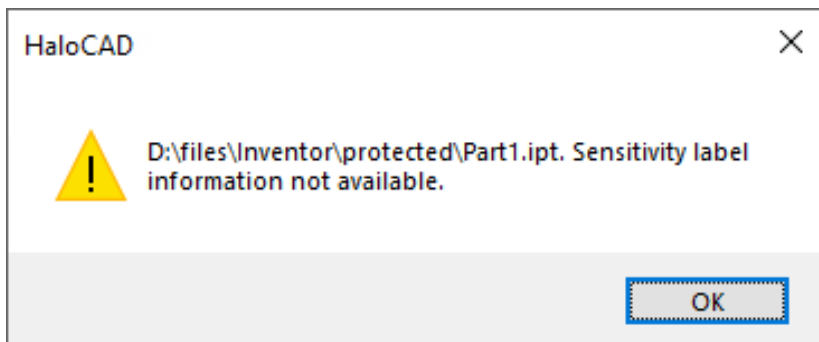 HaloCAD
D:\files\Inventor\protected\Part1.ipt. Sensitivity label
information not available.
OK